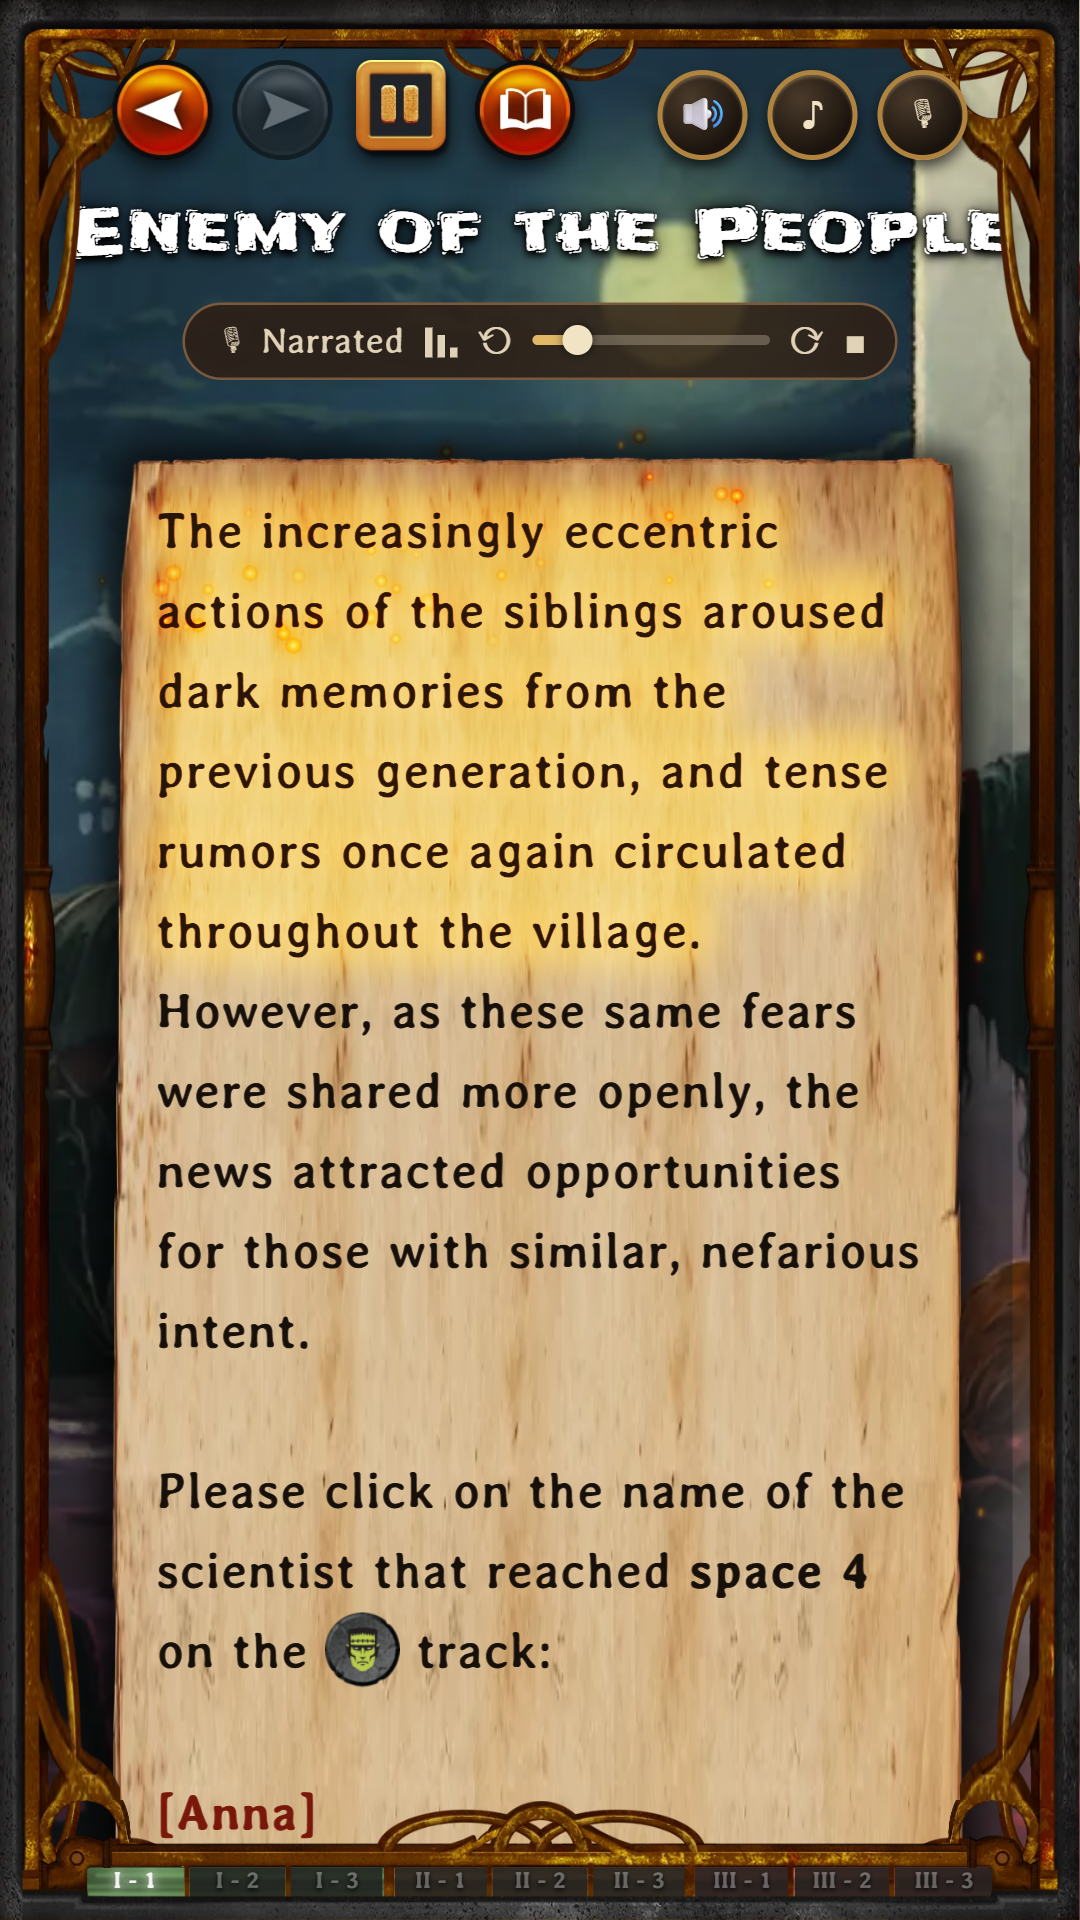 Enemy of the People
Narrated
The increasingly eccentric
actions of the siblings aroused
dark memories from the
previous generation, and tense
rumors once again circulated
throughout the village.
However, as these same fears
were shared more openly, the
news attracted opportunities
for those with similar, nefarious
intent.
Please click on the name of the
scientist that reached space 4
on the track:
[Anna]
I - 1 I - 2 I - 3 II - 1 II - 2 II - 3 III - 1 III - 2 III - 3